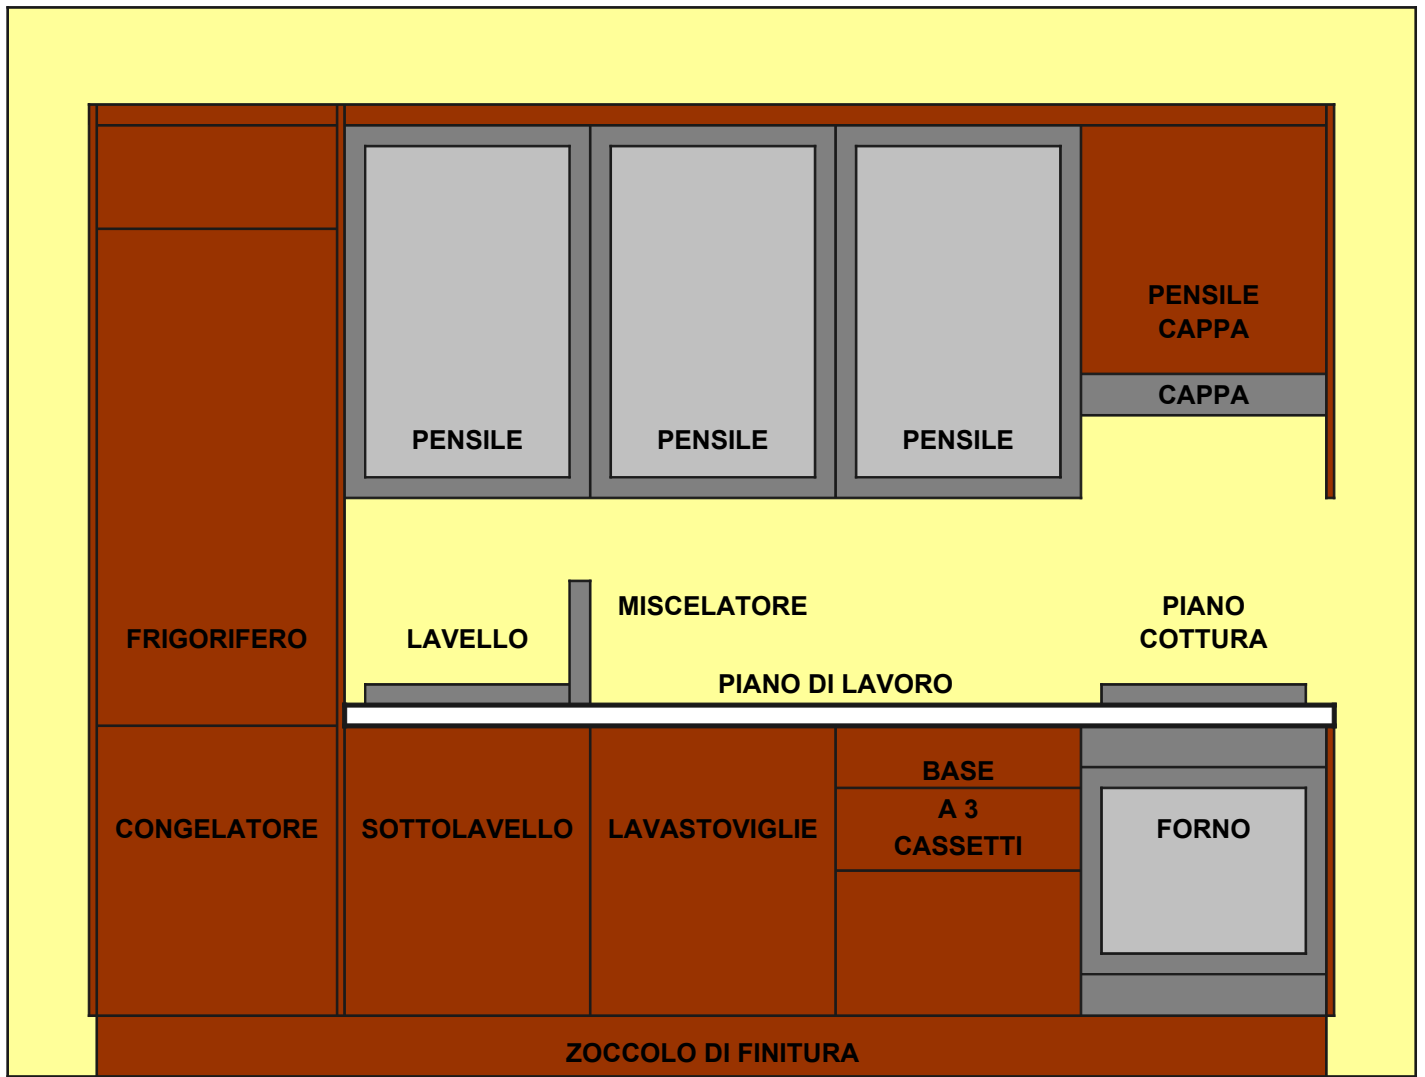 PENSILE
CAPPA
CAPPA
PENSILE
PENSILE
PENSILE
MISCELATORE
PIANO
COTTURA
FRIGORIFERO
LAVELLO
PIANO DI LAVORO
BASE
A 3
CASSETTI
CONGELATORE
SOTTOLAVELLO
LAVASTOVIGLIE
FORNO
ZOCCOLO DI FINITURA